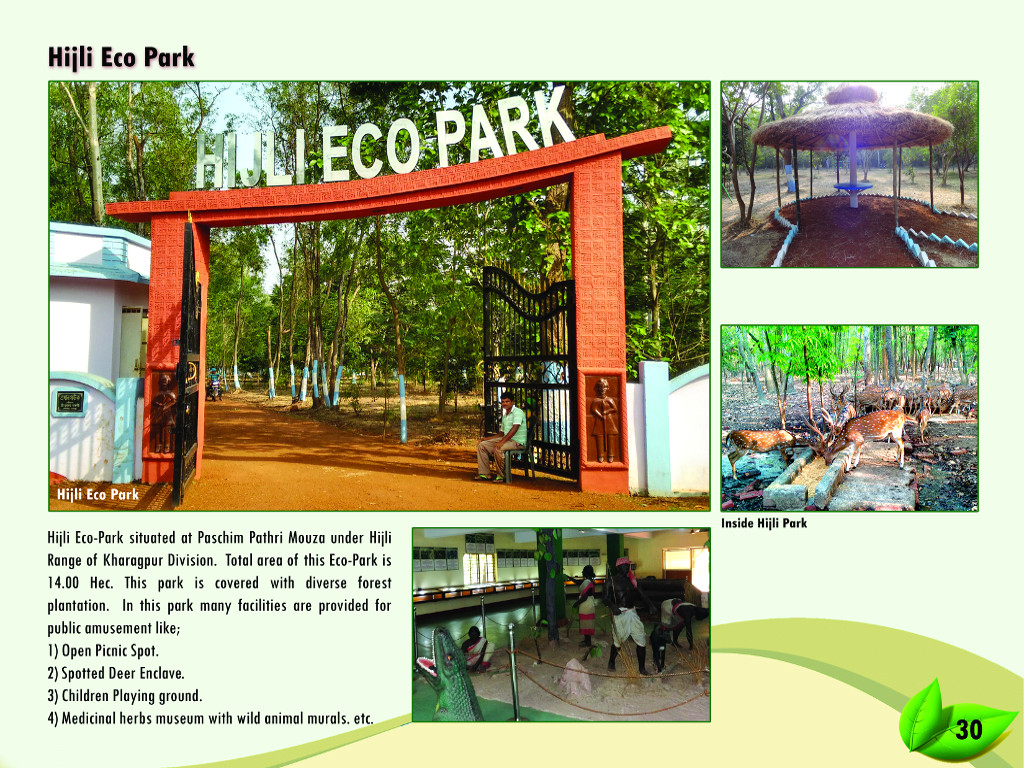 Hijli Eco Park
HIJLI ECO PARK
Hijli Eco Park
Inside Hijli Park
Hijli Eco-Park situated at Paschim Pathri Mouza under Hijli
Range of Kharagpur Division. Total area of this Eco-Park is
14.00 Hec. This park is covered with diverse forest
plantation. In this park many facilities are provided for
public amusement like;
1) Open Picnic Spot.
2) Spotted Deer Enclave.
3) Children Playing ground.
4) Medicinal herbs museum with wild animal murals. etc.
30